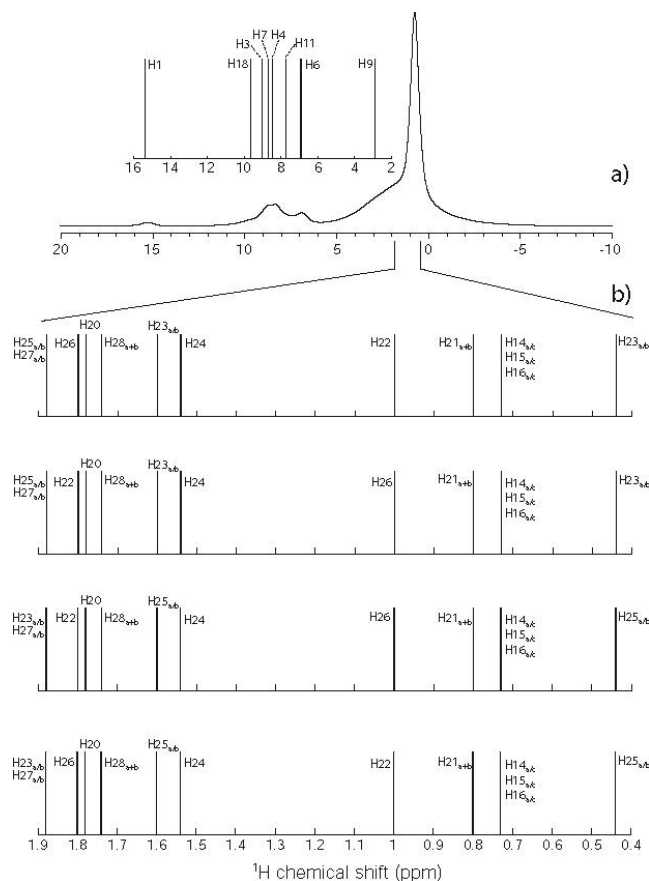 H7 H4
H3 H11
H1 H18 H6 H9
16 14 12 10 8 6 4 2
a)
20 15 10 5 0 -5 -10
b)
H20 H23a/b
H25a/b H26 H28a+b H24 H22 H21a+b H14a/c H23a/b
H27a/b H15a/c
H16a/c
H20 H23a/b
H25a/b H22 H28a+b H24 H26 H21a+b H14a/c H23a/b
H27a/b H15a/c
H16a/c
H20 H25a/b
H23a/b H22 H28a+b H24 H26 H21a+b H14a/c H25a/b
H27a/b H15a/c
H16a/c
H20 H25a/b
H23a/b H26 H28a+b H24 H22 H21a+b H14a/c H25a/b
H27a/b H15a/c
H16a/c
1.9 1.8 1.7 1.6 1.5 1.4 1.3 1.2 1.1 1 0.9 0.8 0.7 0.6 0.5 0.4
¹H chemical shift (ppm)